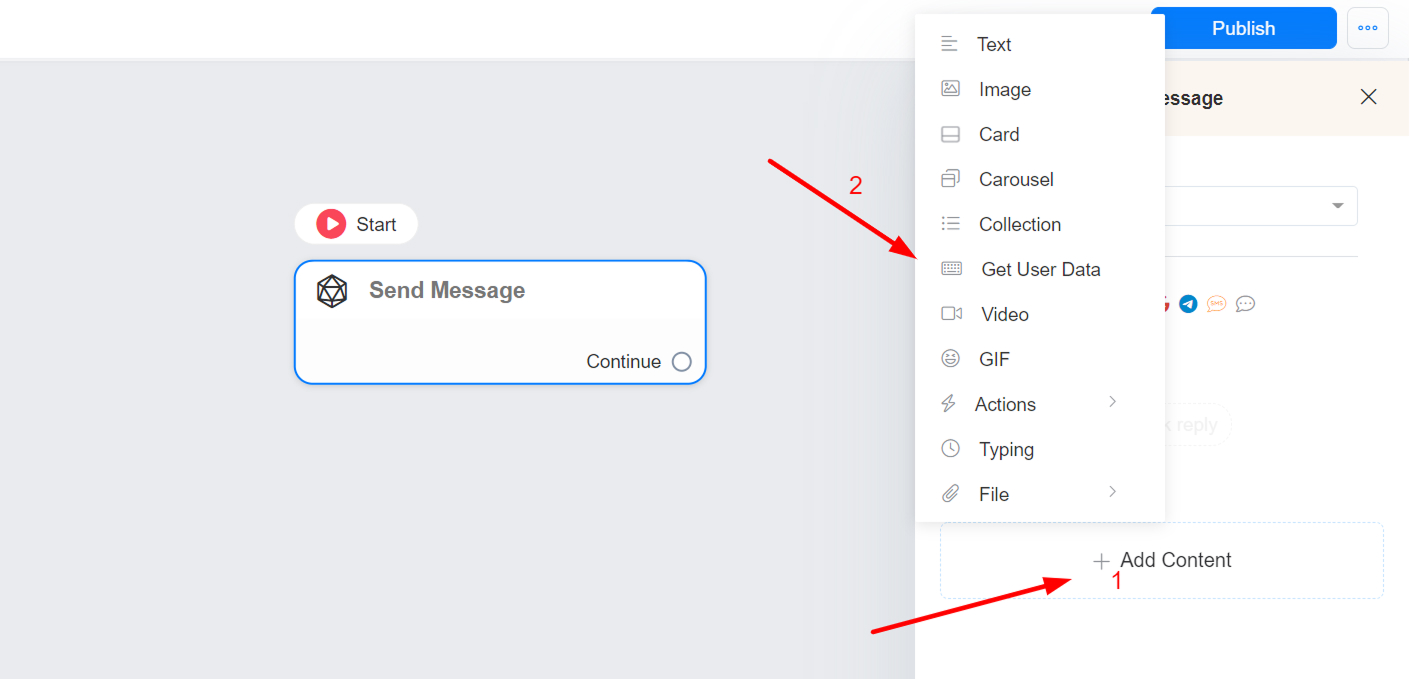 Publish
Text
Image
essage
Card
2
Carousel
Start
Collection
Get User Data
Send Message
SMS
Video
Continue
GIF
Actions
k reply
Typing
File
+ Add Content
1